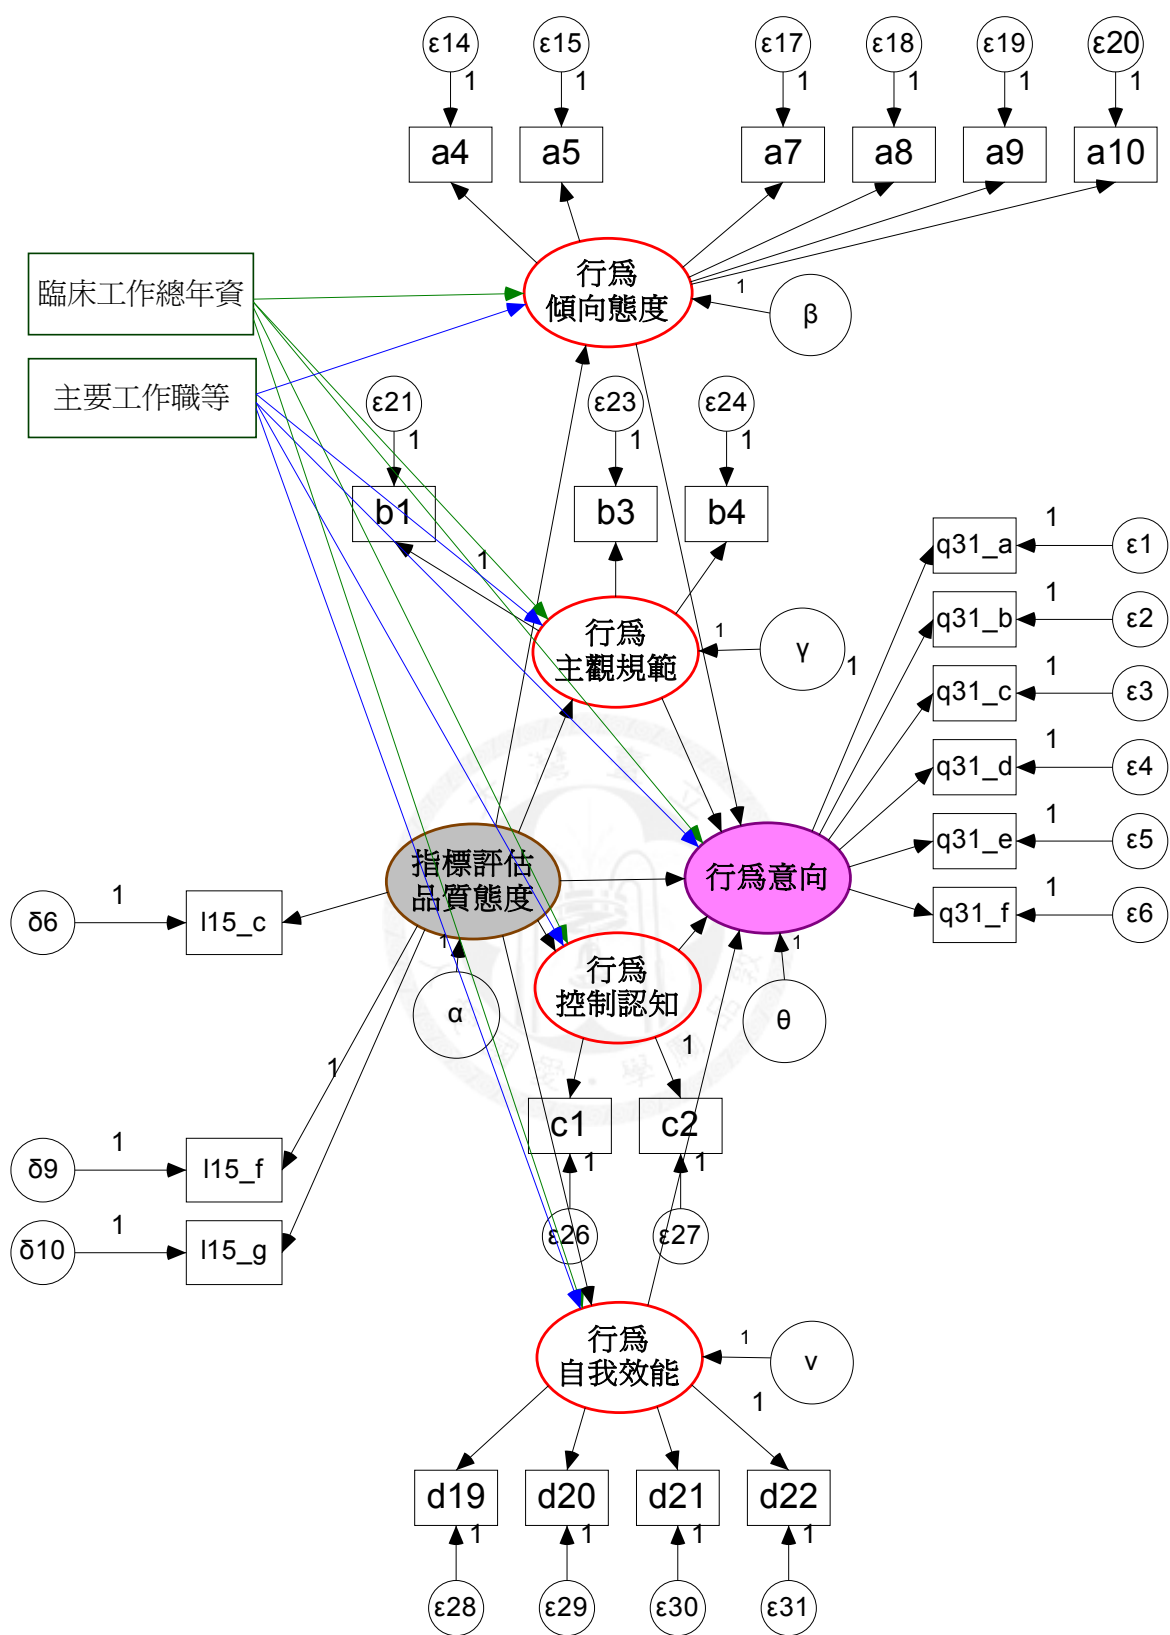 ε14 ε15 ε17 ε18 ε19 ε20
1 1 1 1 1 1
a4 a5 a7 a8 a9 a10
臨床工作總年資
行爲
傾向態度
1
β
主要工作職等
ε21 ε23 ε24
1 1 1
b1 b3 b4
1
q31_a 1 ε1
q31_b 1 ε2
q31_c 1 ε3
q31_d 1 ε4
q31_e 1 ε5
q31_f 1 ε6
行爲
主觀規範
1
γ
1
指標評估
品質態度
行爲意向
δ6 1 l15_c
1
α
行爲
控制認知
1
θ
1
1
c1 c2
1 1
ε26 ε27
δ9 1 l15_f
δ10 1 l15_g
行爲
自我效能
1
ν
1
d19 d20 d21 d22
1 1 1 1
ε28 ε29 ε30 ε31